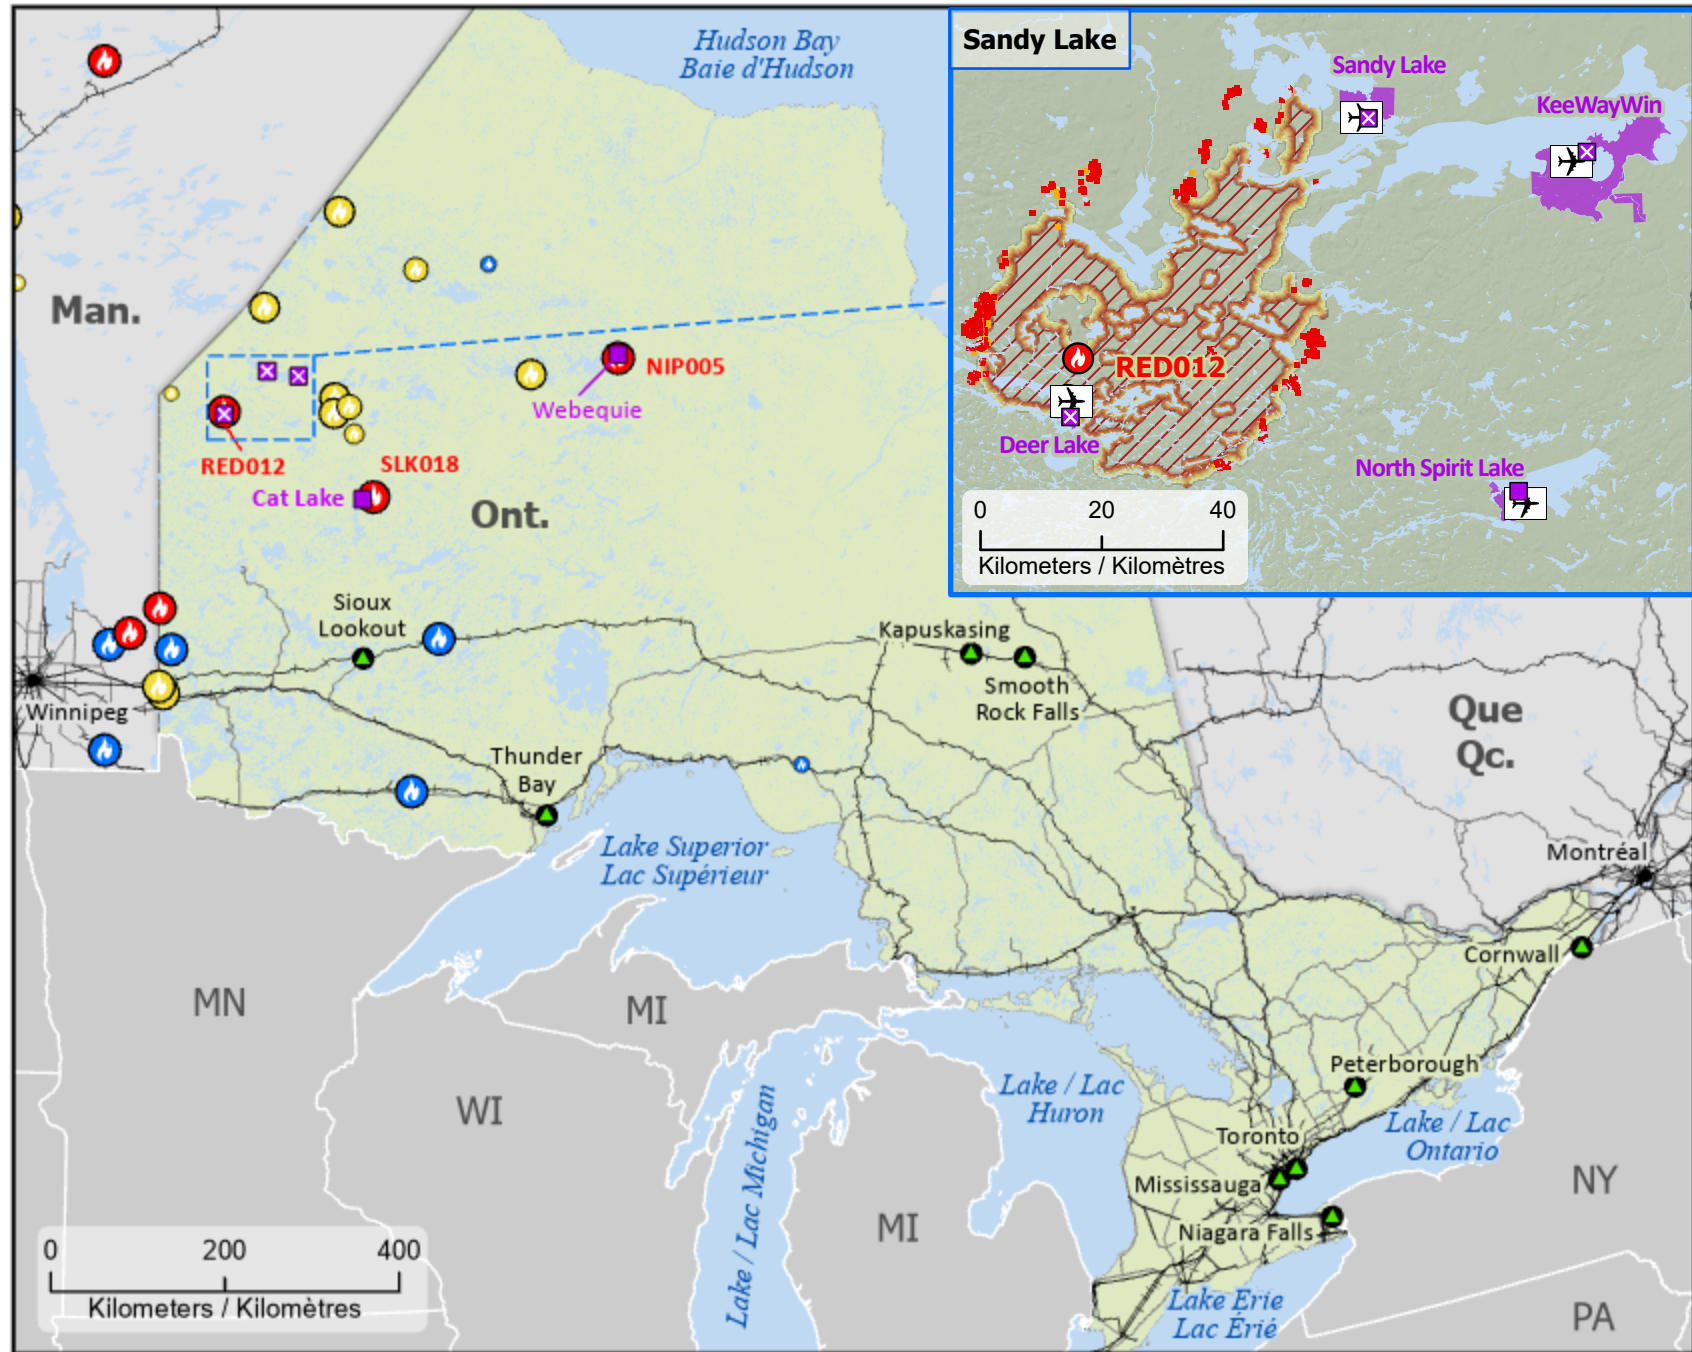 Hudson Bay
Baie d'Hudson
Sandy Lake
Sandy Lake
KeeWayWin
Man.
RED012
NIP005
Webequie
Deer Lake
RED012
SLK018
North Spirit Lake
Cat Lake
Ont.
0 20 40
Kilometers / Kilomètres
Sioux
Lookout
Kapuskasing
Smooth
Rock Falls
Winnipeg
Que
Qc.
Thunder
Bay
Lake Superior
Lac Supérieur
Montréal
Cornwall
MN
MI
WI
Peterborough
Lake / Lac
Huron
Lake / Lac
Ontario
Toronto
Lake / Lac Michigan
Mississauga
NY
MI
Niagara Falls
0 200 400
Kilometers / Kilomètres
Lake Erie
Lac Érié
PA